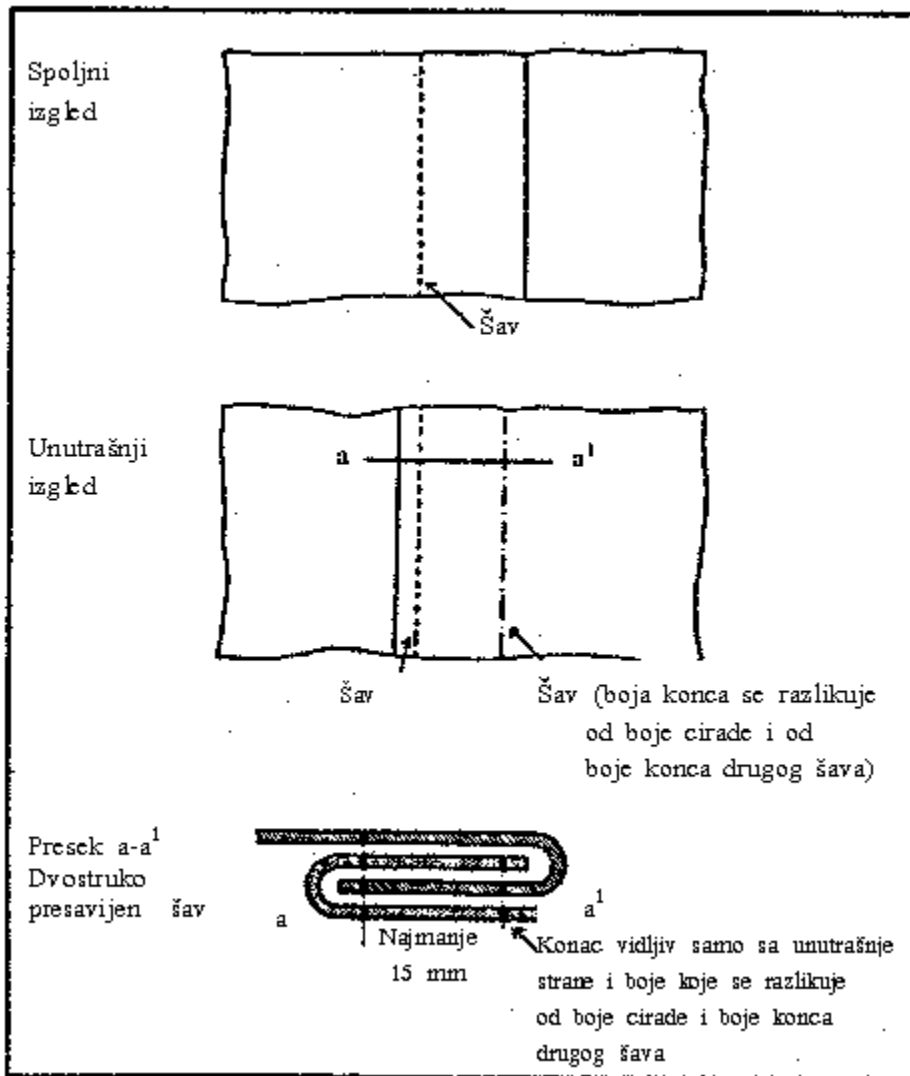 Spoljni
izgled
Šav
Unutrašnji
izgled
a a¹
Šav
Šav (boja konca se razlikuje
od boje cirade i od
boje konca drugog šava)
Presek a-a¹
Dvostruko
presavijen šav
a a¹
Najmanje
15 mm
Konac vidljiv samo sa unutrašnje
strane i boje koje se razlikuje
od boje cirade i boje konca
drugog šava